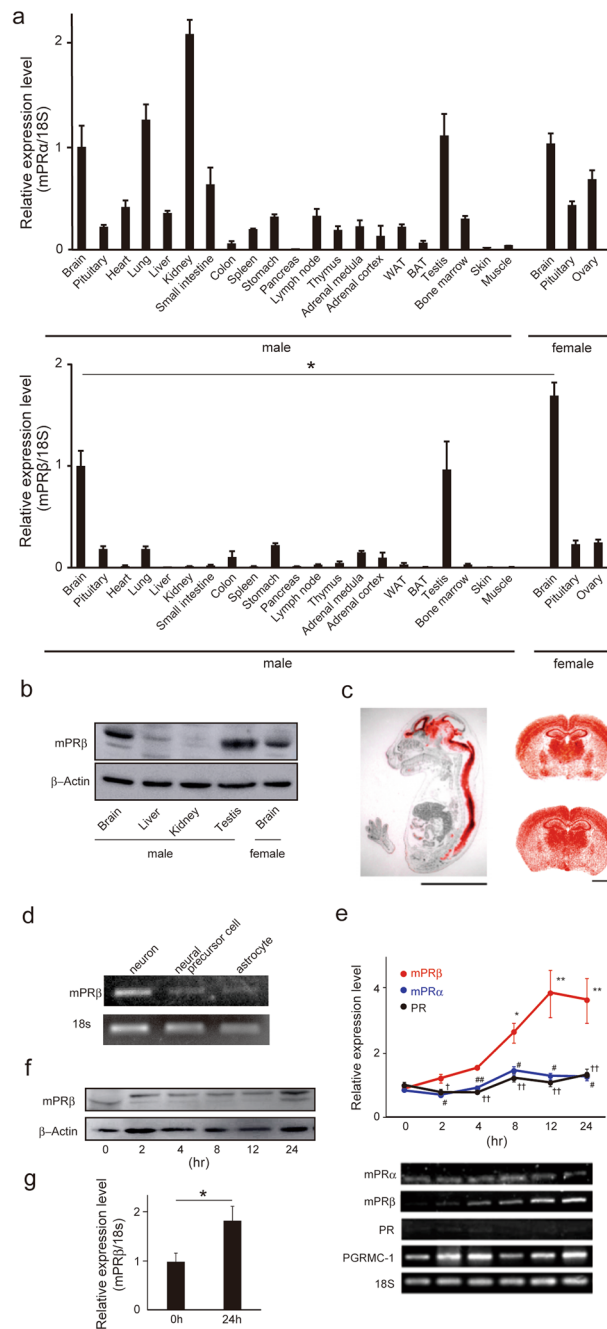 a
Relative expression level
(mPRα/18S)
2
1
0
Brain
Pituitary
Heart
Lung
Liver
Kidney
Small intestine
Colon
Spleen
Stomach
Pancreas
Lymph node
Thymus
Adrenal medula
Adrenal cortex
WAT
BAT
Testis
Bone marrow
Skin
Muscle
Brain
Pituitary
Ovary
male
female
Relative expression level
(mPRβ/18S)
2
1
0
*
Brain
Pituitary
Heart
Lung
Liver
Kidney
Small intestine
Colon
Spleen
Stomach
Pancreas
Lymph node
Thymus
Adrenal medula
Adrenal cortex
WAT
BAT
Testis
Bone marrow
Skin
Muscle
Brain
Pituitary
Ovary
male
female
b
mPRβ
β–Actin
Brain
Liver
Kidney
Testis
Brain
male
female
c
d
neuron
neural
precursor cell
astrocyte
mPRβ
18s
e
mPRβ
mPRα
PR
Relative expression level
4
2
0
* ** **
# # ††
† ## †† †† #
#
††
0 2 4 8 12 24
(hr)
mPRα
mPRβ
PR
PGRMC-1
18S
f
mPRβ
β–Actin
0 2 4 8 12 24
(hr)
g
Relative expression level
(mPRβ/18s)
2
1
0
*
0h 24h